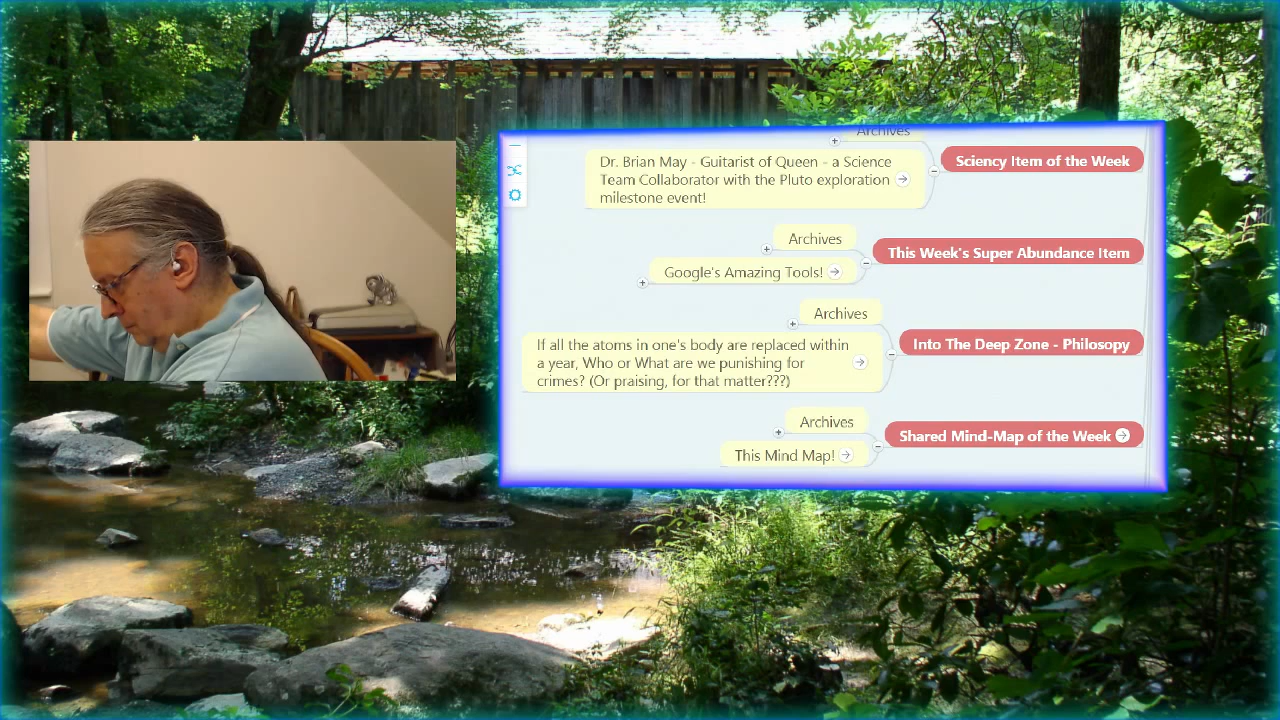 Archives
Dr. Brian May - Guitarist of Queen - a Science
Team Collaborator with the Pluto exploration
milestone event!
Sciency Item of the Week
Archives
This Week's Super Abundance Item
Google's Amazing Tools!
Archives
If all the atoms in one's body are replaced within
a year, Who or What are we punishing for
crimes? (Or praising, for that matter???)
Into The Deep Zone - Philosopy
Archives
Shared Mind-Map of the Week
This Mind Map!